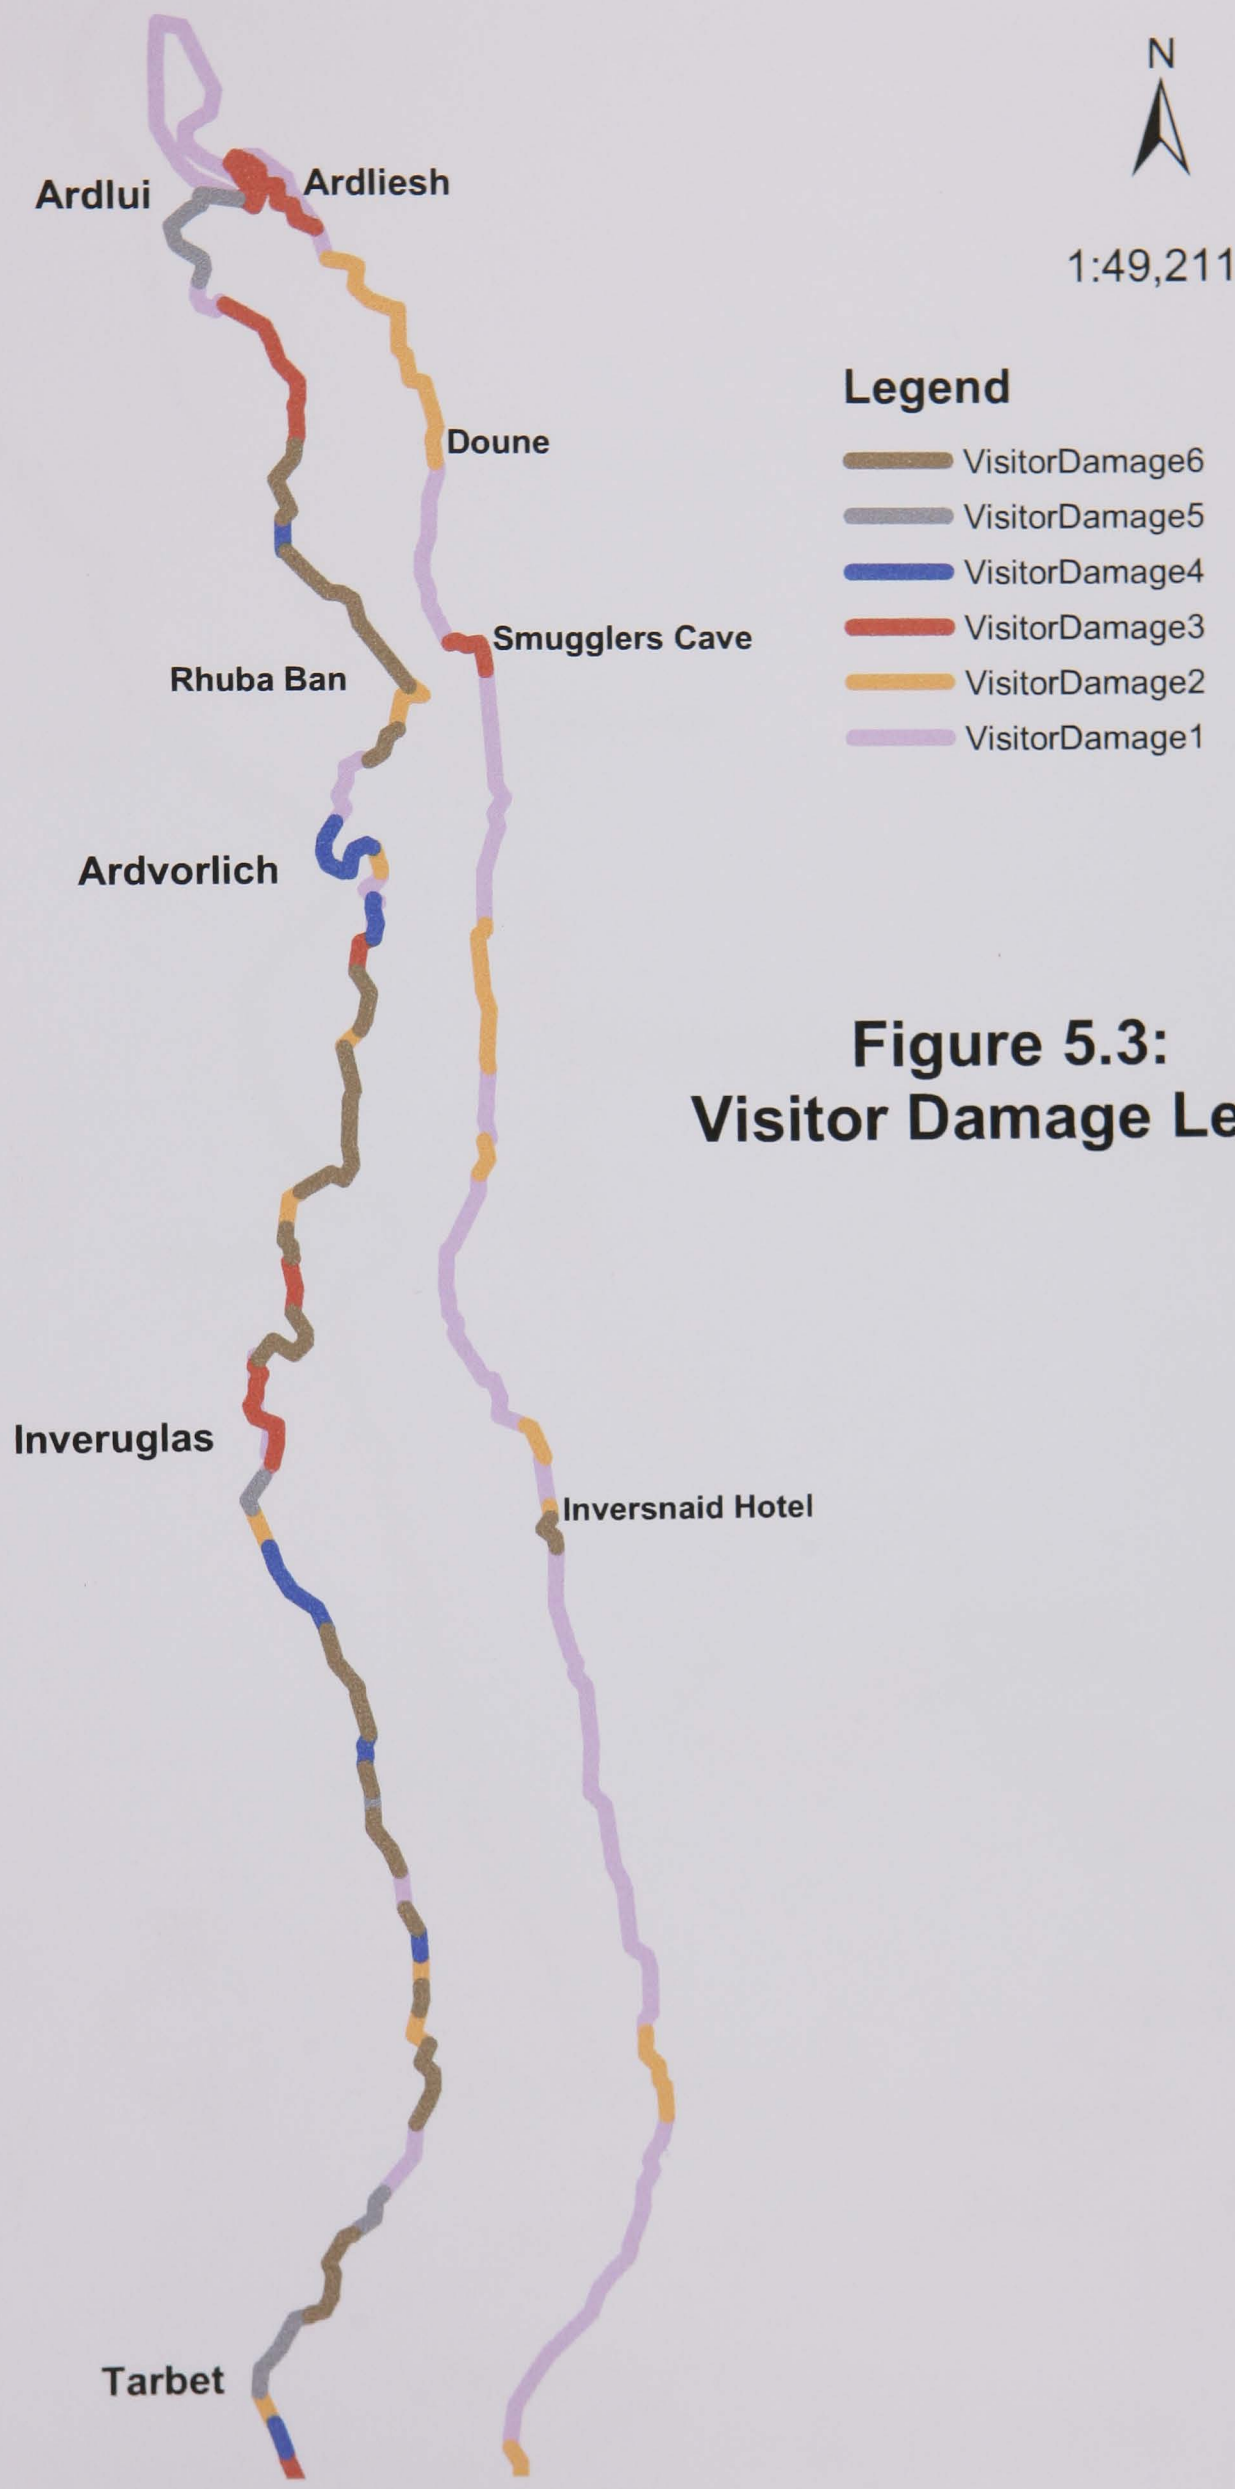 N
Ardlui
Ardliesh
1:49,211
Legend
Doune
VisitorDamage6
VisitorDamage5
VisitorDamage4
VisitorDamage3
VisitorDamage2
VisitorDamage1
Smugglers Cave
Rhuba Ban
Ardvorlich
Figure 5.3:
Visitor Damage Le
Inveruglas
Inversnaid Hotel
Tarbet